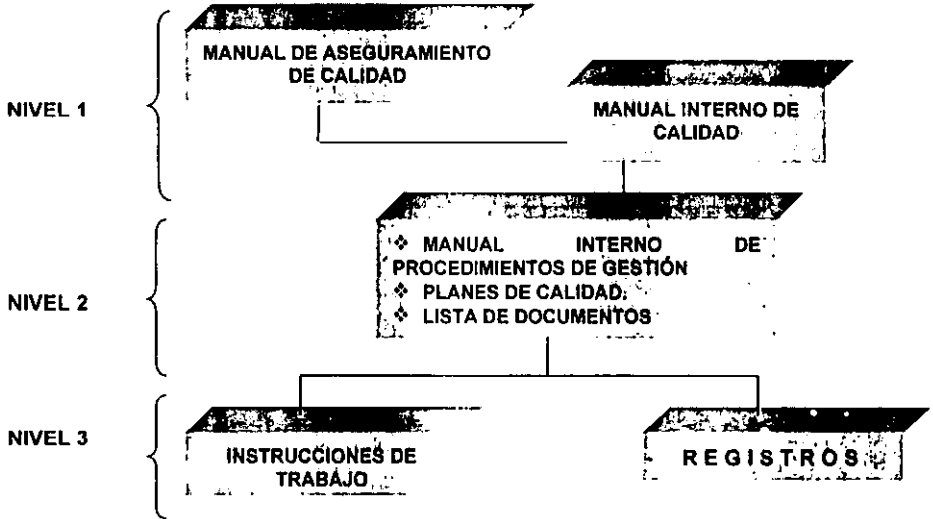 MANUAL DE ASEGURAMIENTO
DE CALIDAD
NIVEL 1
MANUAL INTERNO DE
CALIDAD
❖ MANUAL INTERNO DE
PROCEDIMIENTOS DE GESTIÓN
❖ PLANES DE CALIDAD.
❖ LISTA DE DOCUMENTOS
NIVEL 2
NIVEL 3
INSTRUCCIONES DE
TRABAJO
REGISTROS